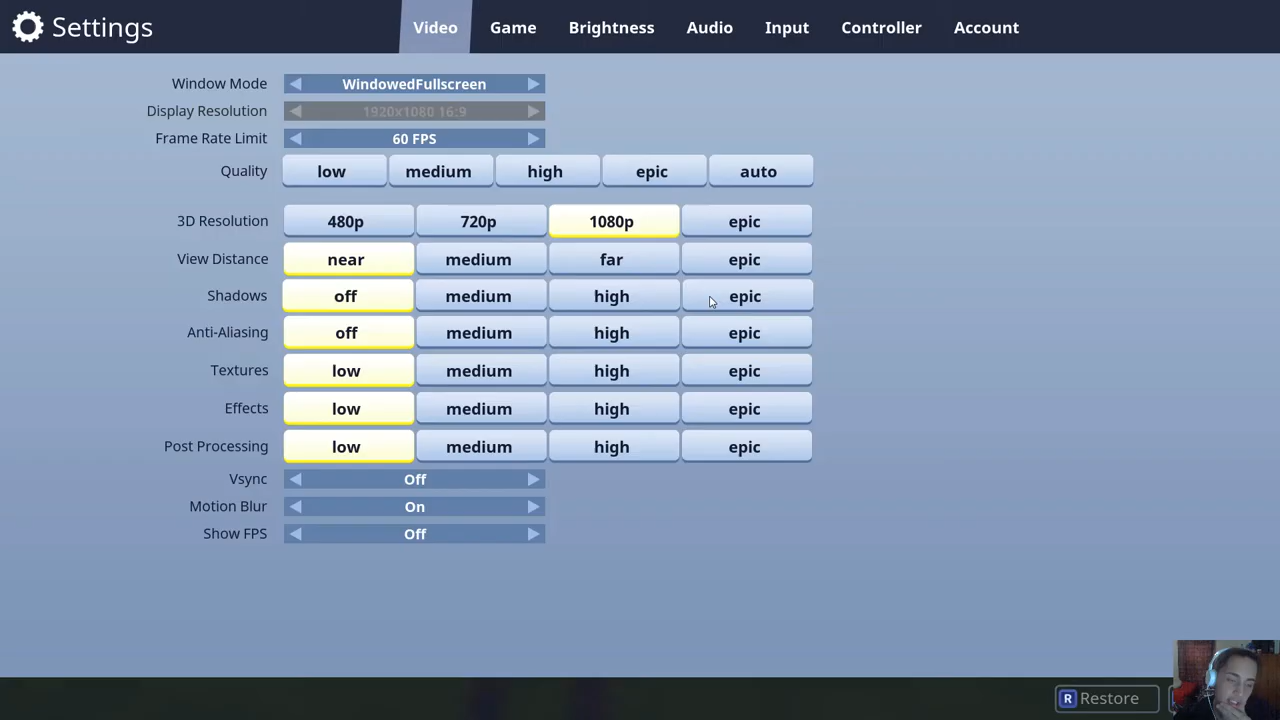 Settings
Video Game Brightness Audio Input Controller Account
Window Mode WindowedFullscreen
Display Resolution 1920x1080 16:9
Frame Rate Limit 60 FPS
Quality low medium high epic auto
3D Resolution 480p 720p 1080p epic
View Distance near medium far epic
Shadows off medium high epic
Anti-Aliasing off medium high epic
Textures low medium high epic
Effects low medium high epic
Post Processing low medium high epic
Vsync Off
Motion Blur On
Show FPS Off
R Restore